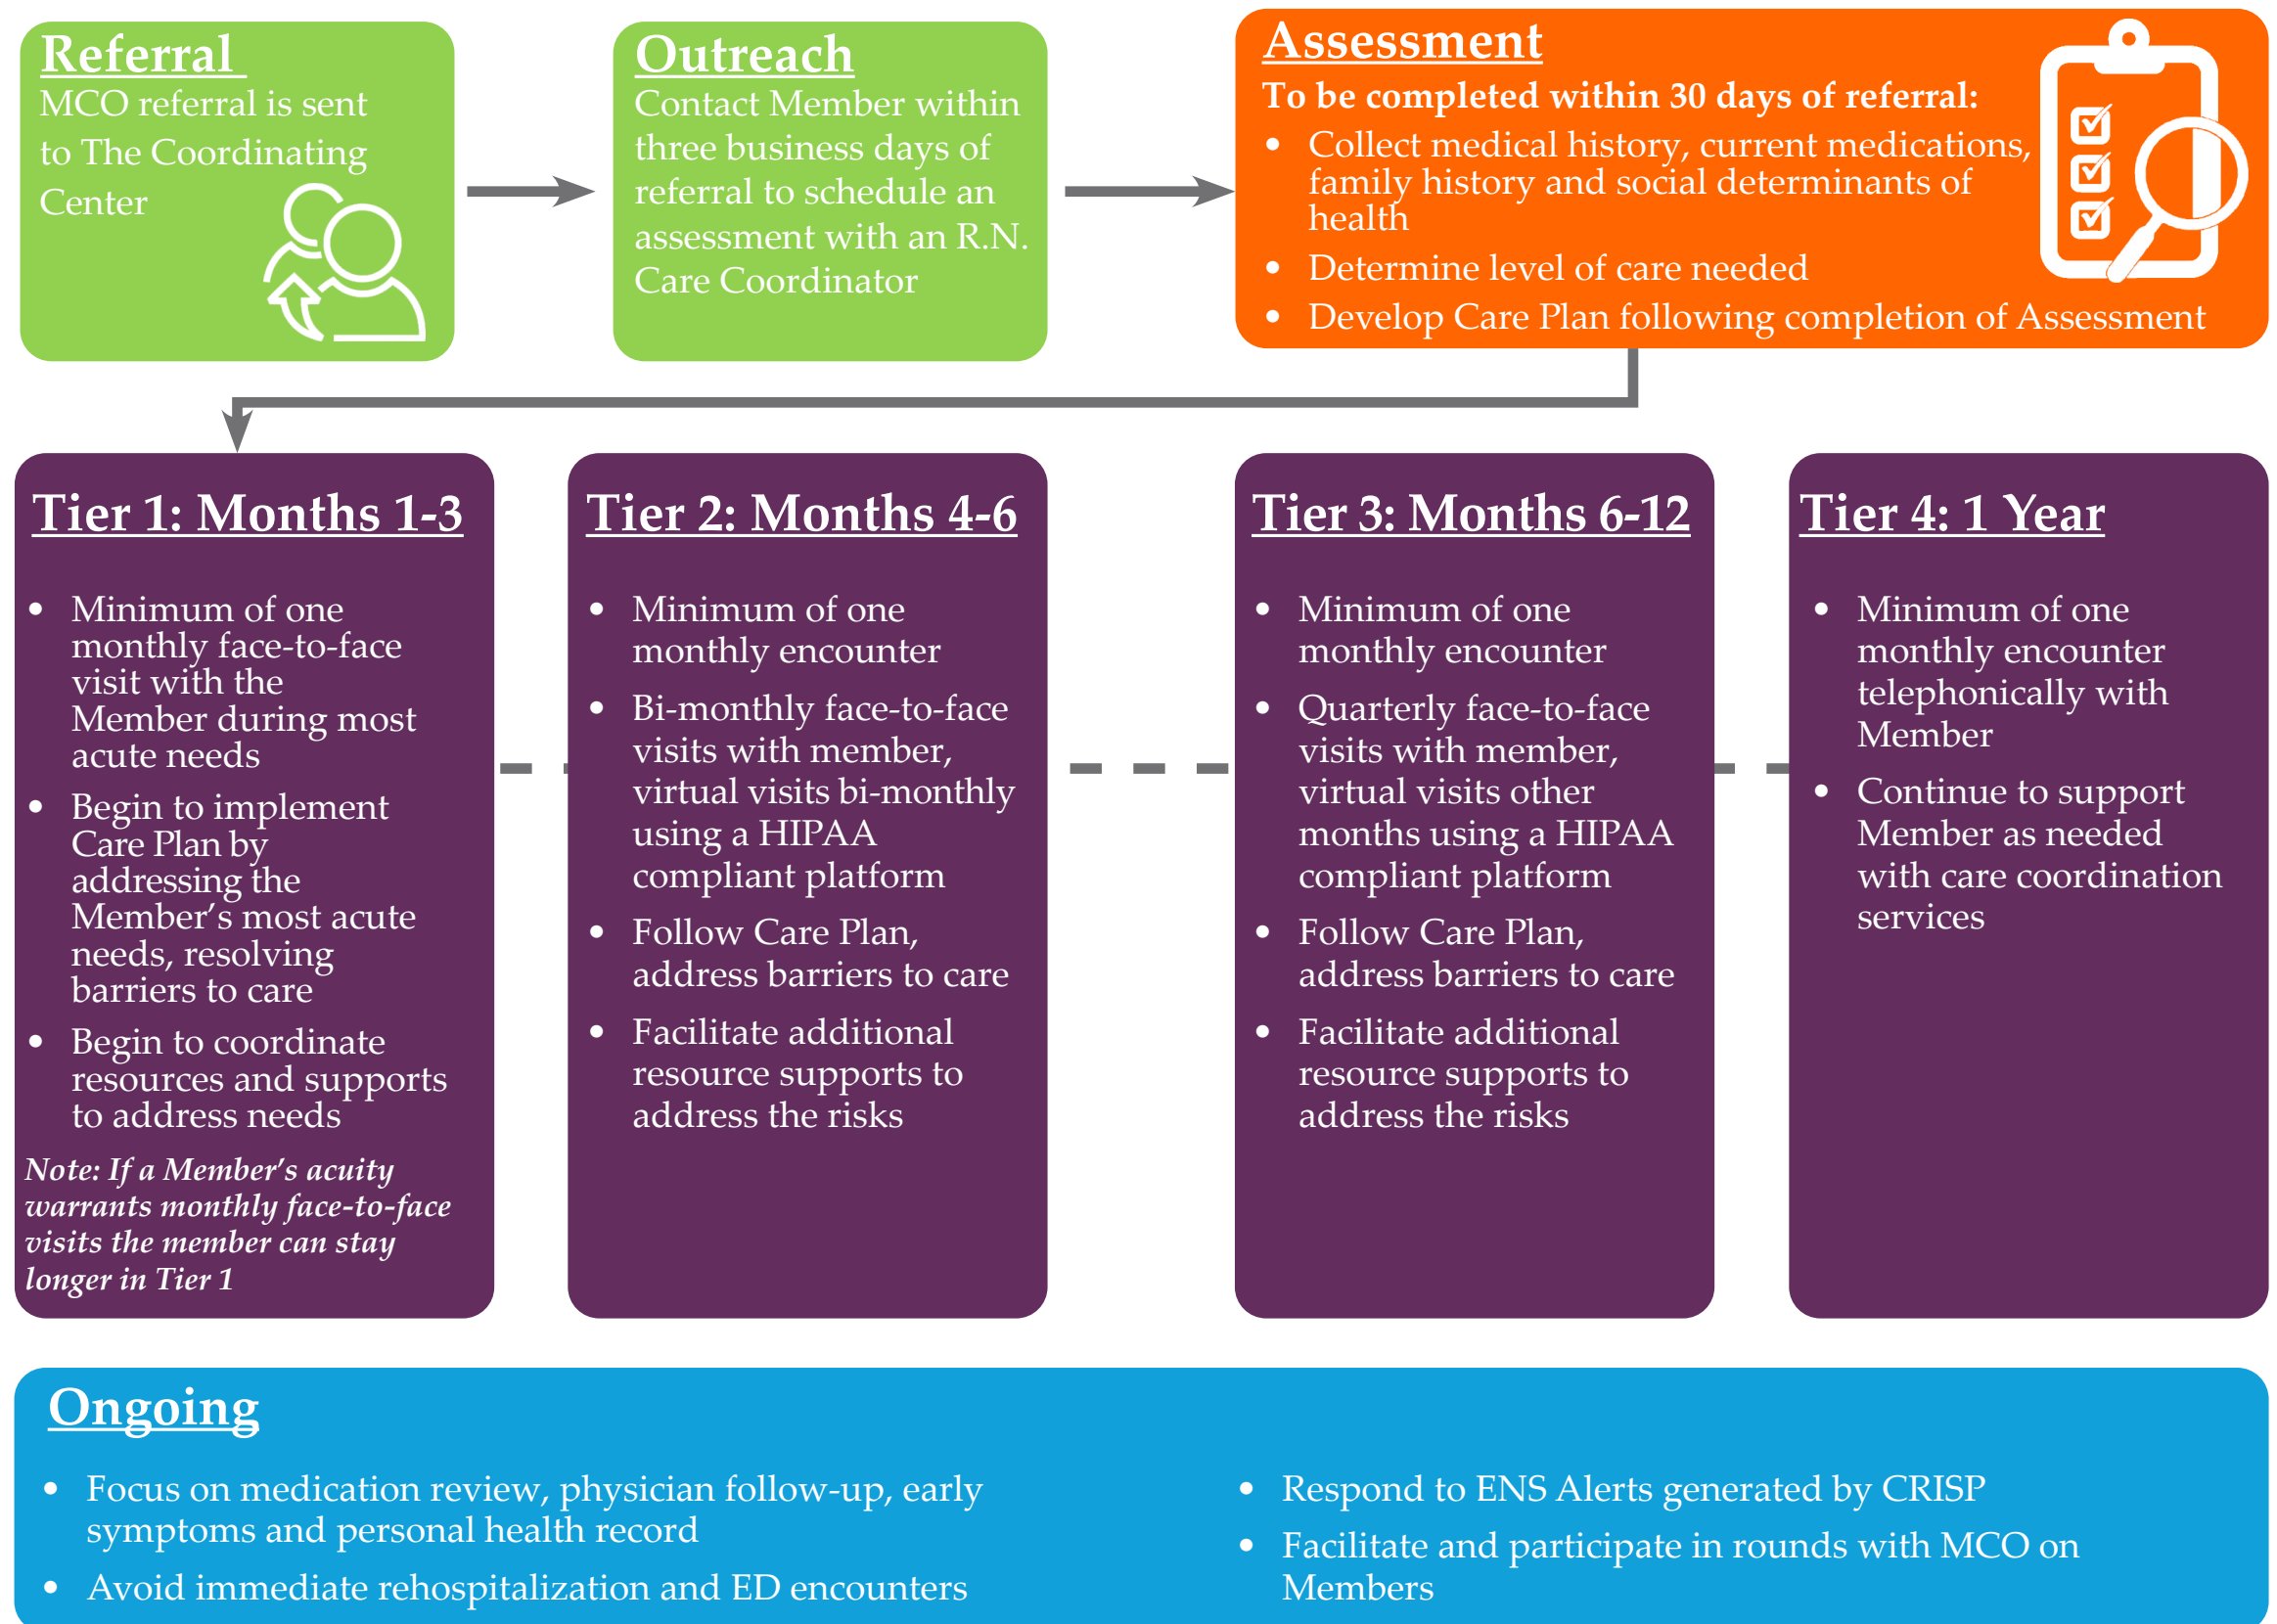 Referral
MCO referral is sent
to The Coordinating
Center
Outreach
Contact Member within
three business days of
referral to schedule an
assessment with an R.N.
Care Coordinator
Assessment
To be completed within 30 days of referral:
• Collect medical history, current medications,
family history and social determinants of
health
• Determine level of care needed
• Develop Care Plan following completion of Assessment
Tier 1: Months 1-3
• Minimum of one
monthly face-to-face
visit with the
Member during most
acute needs
• Begin to implement
Care Plan by
addressing the
Member’s most acute
needs, resolving
barriers to care
• Begin to coordinate
resources and supports
to address needs
Note: If a Member’s acuity
warrants monthly face-to-face
visits the member can stay
longer in Tier 1
Tier 2: Months 4-6
• Minimum of one
monthly encounter
• Bi-monthly face-to-face
visits with member,
virtual visits bi-monthly
using a HIPAA
compliant platform
• Follow Care Plan,
address barriers to care
• Facilitate additional
resource supports to
address the risks
Tier 3: Months 6-12
• Minimum of one
monthly encounter
• Quarterly face-to-face
visits with member,
virtual visits other
months using a HIPAA
compliant platform
• Follow Care Plan,
address barriers to care
• Facilitate additional
resource supports to
address the risks
Tier 4: 1 Year
• Minimum of one
monthly encounter
telephonically with
Member
• Continue to support
Member as needed
with care coordination
services
Ongoing
• Focus on medication review, physician follow-up, early
symptoms and personal health record
• Avoid immediate rehospitalization and ED encounters
• Respond to ENS Alerts generated by CRISP
• Facilitate and participate in rounds with MCO on
Members